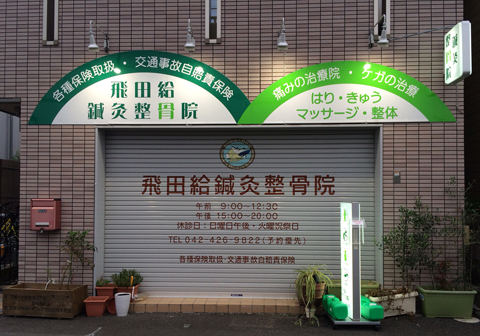 各種保険取扱・交通事故自賠責保険
飛田給
鍼灸整骨院
痛みの治療院・ケガの治療
はり・きゅう
マッサージ・整体
飛田給鍼灸整骨院
午前 9:00~12:30
午後 15:00~20:00
休診日:日曜日午後・火曜祝祭日
TEL 042-426-9822(予約優先)
各種保険取扱・交通事故自賠責保険